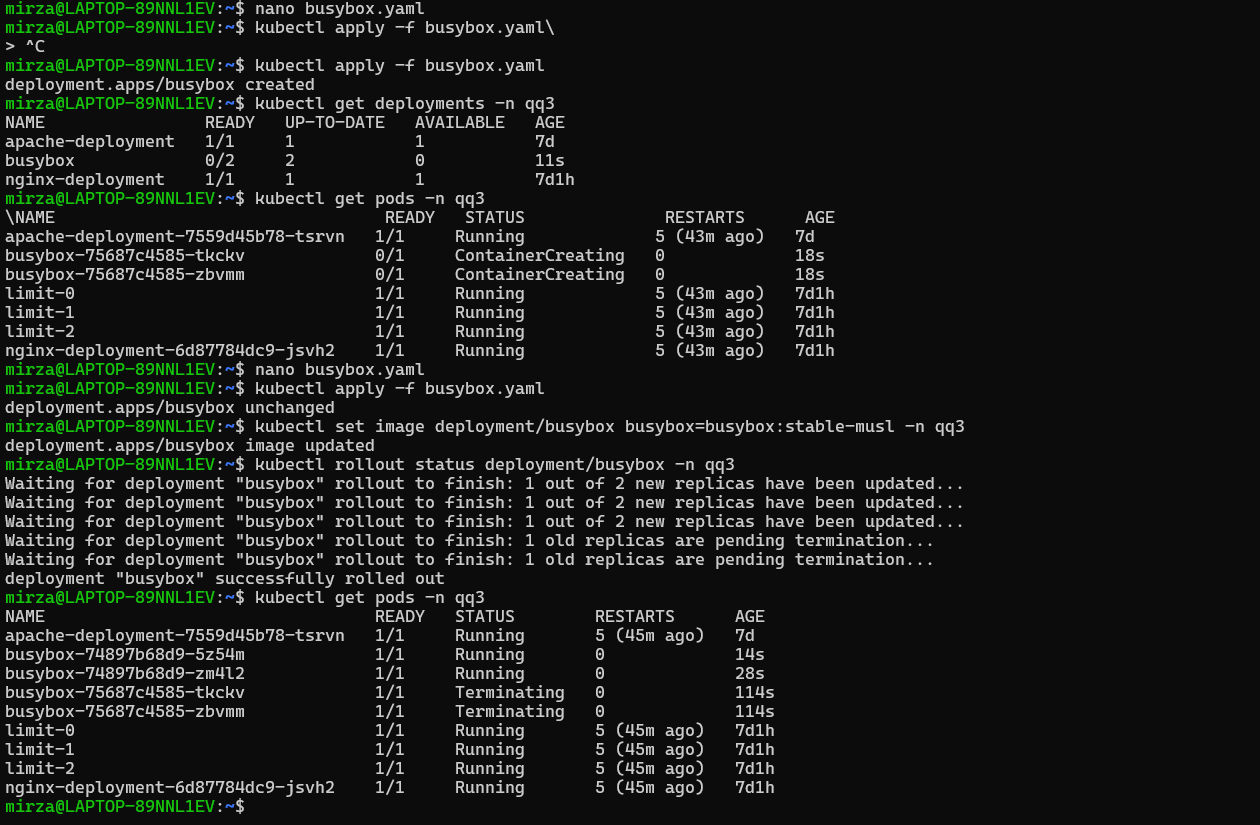 mirza@LAPTOP-89NNL1EV:~$ nano busybox.yaml
mirza@LAPTOP-89NNL1EV:~$ kubectl apply -f busybox.yaml\
> ^C
mirza@LAPTOP-89NNL1EV:~$ kubectl apply -f busybox.yaml
deployment.apps/busybox created
mirza@LAPTOP-89NNL1EV:~$ kubectl get deployments -n qq3
NAME                READY   UP-TO-DATE   AVAILABLE   AGE
apache-deployment   1/1     1            1           7d
busybox             0/2     2            0           11s
nginx-deployment    1/1     1            1           7d1h
mirza@LAPTOP-89NNL1EV:~$ kubectl get pods -n qq3
\NAME                                 READY   STATUS              RESTARTS      AGE
apache-deployment-7559d45b78-tsrvn   1/1     Running             5 (43m ago)   7d
busybox-75687c4585-tkckv             0/1     ContainerCreating   0             18s
busybox-75687c4585-zbvmm             0/1     ContainerCreating   0             18s
limit-0                              1/1     Running             5 (43m ago)   7d1h
limit-1                              1/1     Running             5 (43m ago)   7d1h
limit-2                              1/1     Running             5 (43m ago)   7d1h
nginx-deployment-6d87784dc9-jsvh2    1/1     Running             5 (43m ago)   7d1h
mirza@LAPTOP-89NNL1EV:~$ nano busybox.yaml
mirza@LAPTOP-89NNL1EV:~$ kubectl apply -f busybox.yaml
deployment.apps/busybox unchanged
mirza@LAPTOP-89NNL1EV:~$ kubectl set image deployment/busybox busybox=busybox:stable-musl -n qq3
deployment.apps/busybox image updated
mirza@LAPTOP-89NNL1EV:~$ kubectl rollout status deployment/busybox -n qq3
Waiting for deployment "busybox" rollout to finish: 1 out of 2 new replicas have been updated...
Waiting for deployment "busybox" rollout to finish: 1 out of 2 new replicas have been updated...
Waiting for deployment "busybox" rollout to finish: 1 out of 2 new replicas have been updated...
Waiting for deployment "busybox" rollout to finish: 1 old replicas are pending termination...
Waiting for deployment "busybox" rollout to finish: 1 old replicas are pending termination...
deployment "busybox" successfully rolled out
mirza@LAPTOP-89NNL1EV:~$ kubectl get pods -n qq3
NAME                                 READY   STATUS        RESTARTS      AGE
apache-deployment-7559d45b78-tsrvn   1/1     Running       5 (45m ago)   7d
busybox-74897b68d9-5z54m             1/1     Running       0             14s
busybox-74897b68d9-zm4l2             1/1     Running       0             28s
busybox-75687c4585-tkckv             1/1     Terminating   0             114s
busybox-75687c4585-zbvmm             1/1     Terminating   0             114s
limit-0                              1/1     Running       5 (45m ago)   7d1h
limit-1                              1/1     Running       5 (45m ago)   7d1h
limit-2                              1/1     Running       5 (45m ago)   7d1h
nginx-deployment-6d87784dc9-jsvh2    1/1     Running       5 (45m ago)   7d1h
mirza@LAPTOP-89NNL1EV:~$